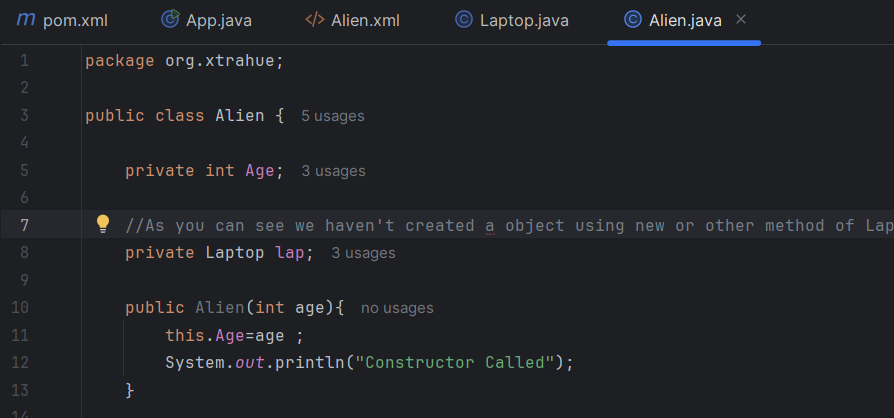 m pom.xml App.java </> Alien.xml Laptop.java Alien.java ×
1 package org.xtrahue;
2
3 public class Alien { 5 usages
4
5 private int Age; 3 usages
6
7 //As you can see we haven't created a object using new or other method of Lap
8 private Laptop lap; 3 usages
9
10 public Alien(int age){ no usages
11 this.Age=age ;
12 System.out.println("Constructor Called");
13 }
14